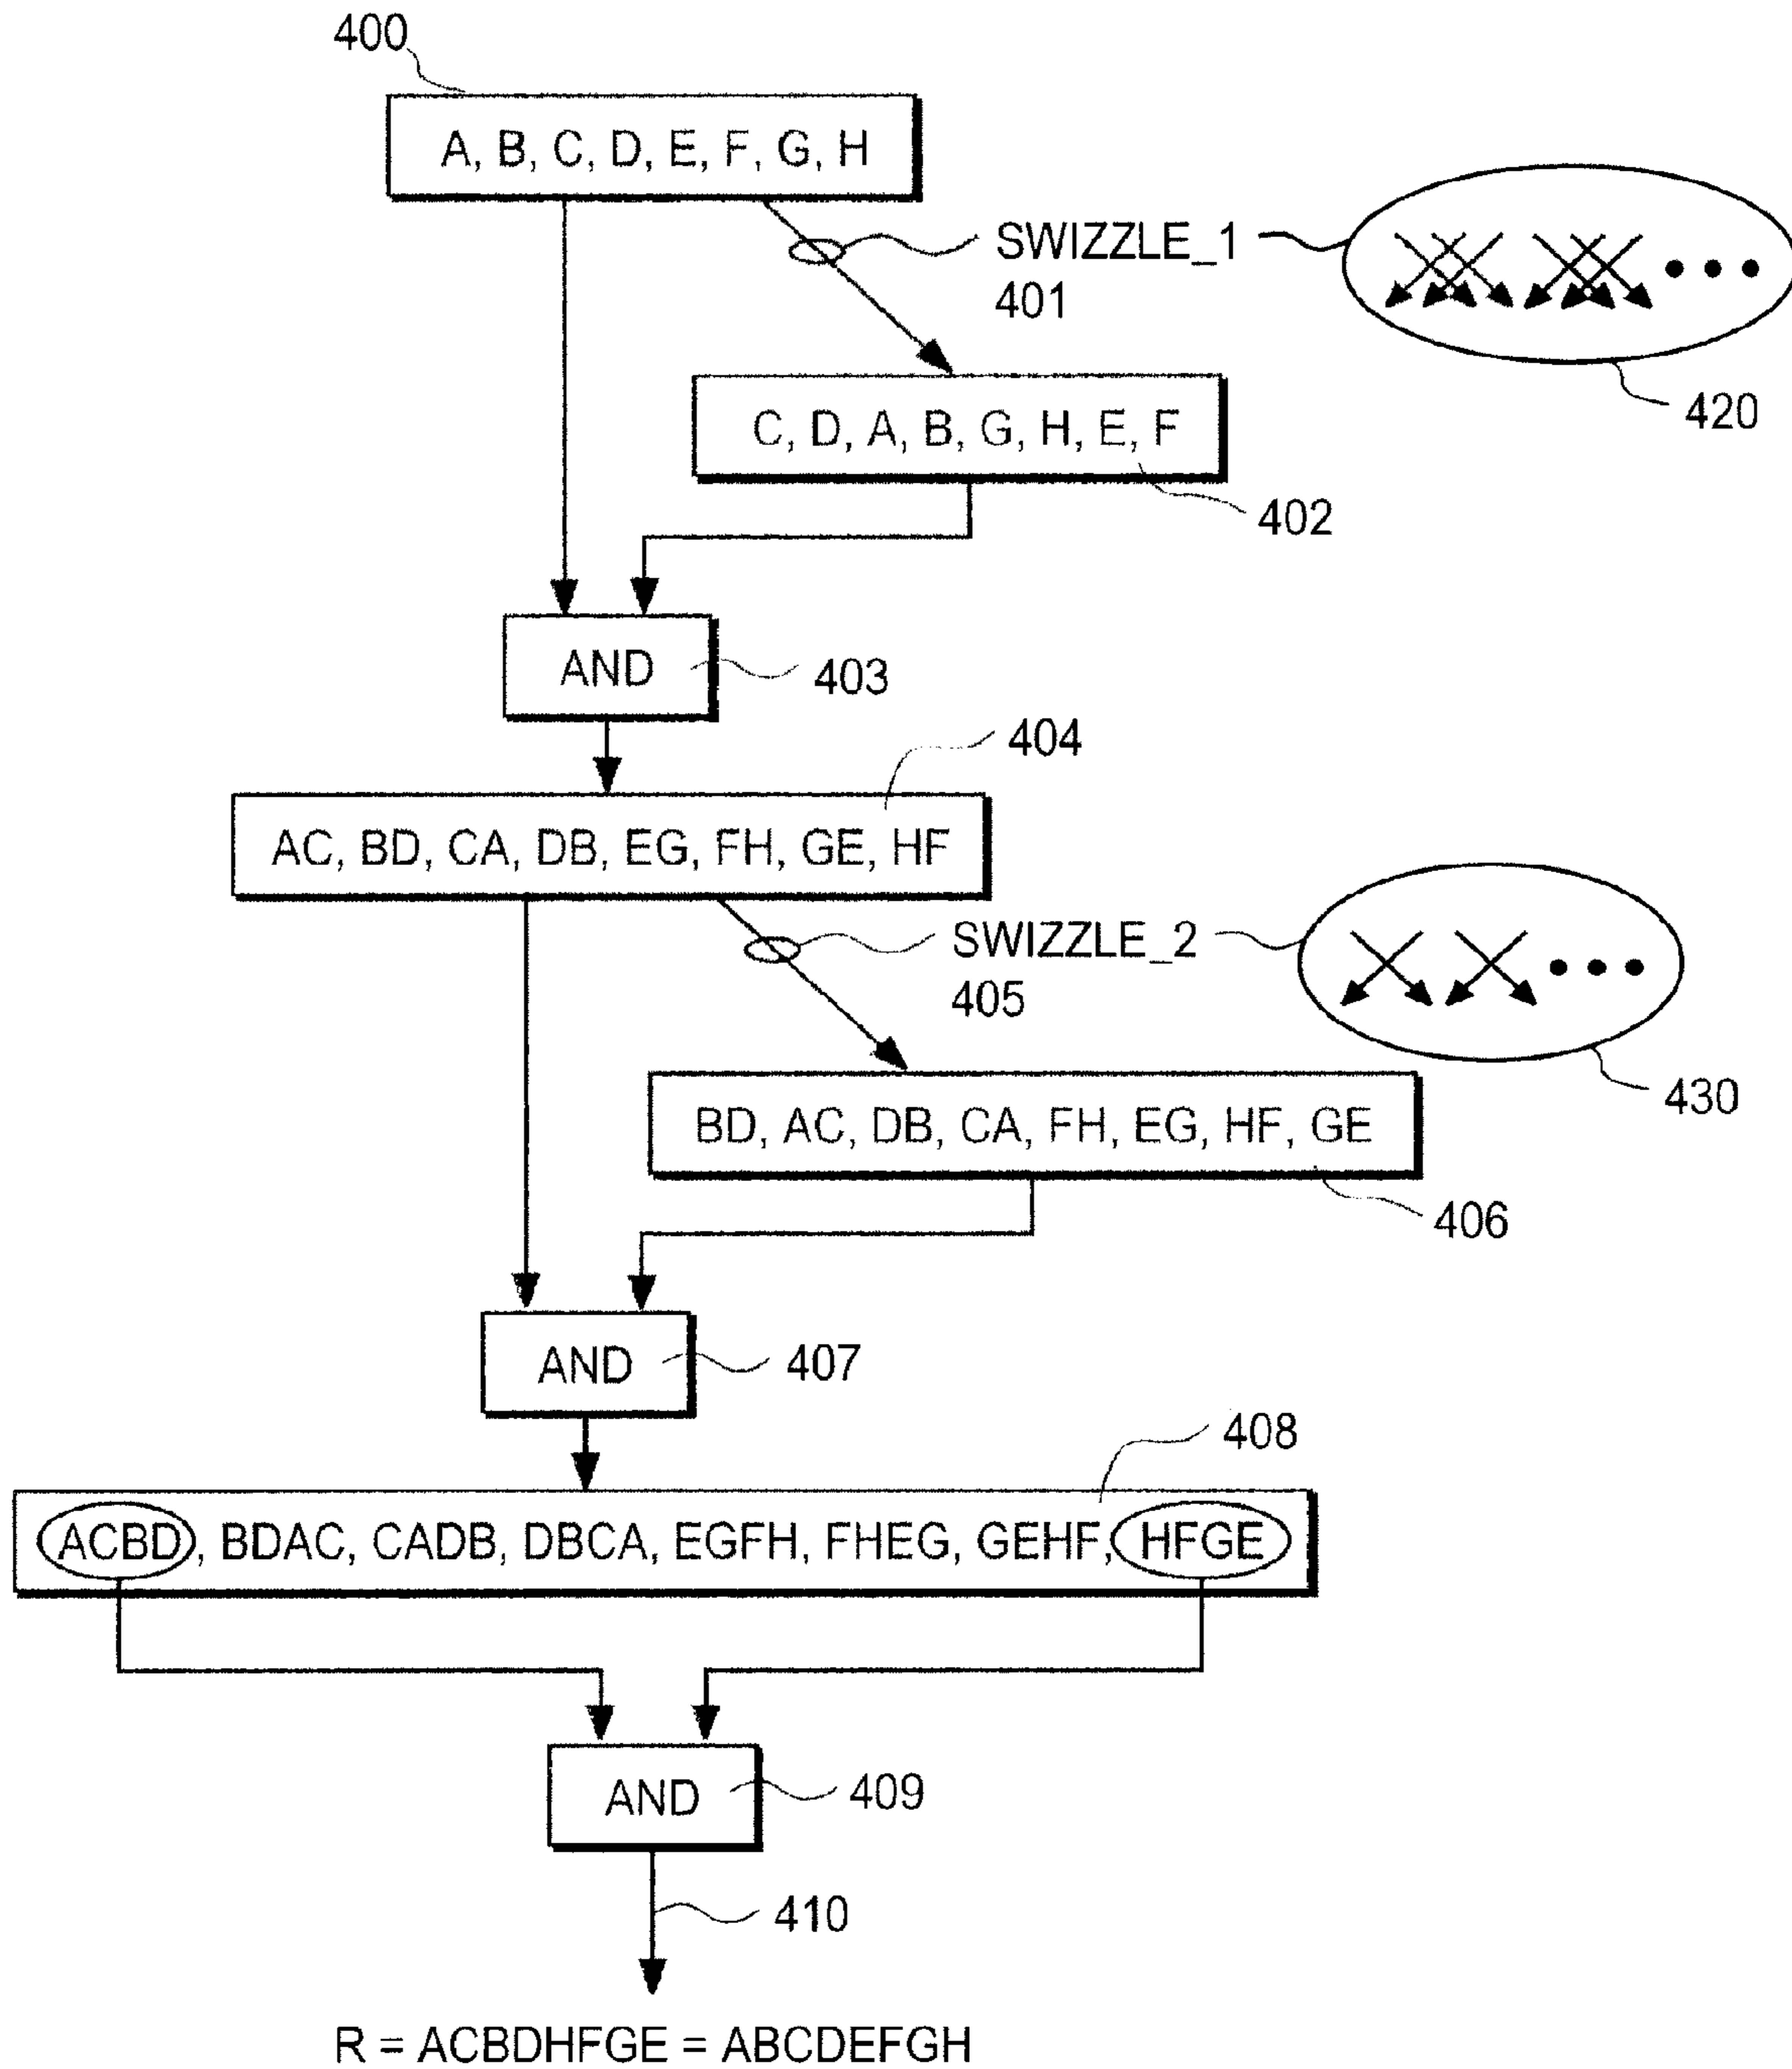 400
A, B, C, D, E, F, G, H
SWIZZLE_1
401
420
C, D, A, B, G, H, E, F
402
AND
403
404
AC, BD, CA, DB, EG, FH, GE, HF
SWIZZLE_2
405
430
BD, AC, DB, CA, FH, EG, HF, GE
406
AND
407
408
ACBD, BDAC, CADB, DBCA, EGFH, FHEG, GEHF, HFGE
AND
409
410
R = ACBDHFGE = ABCDEFGH